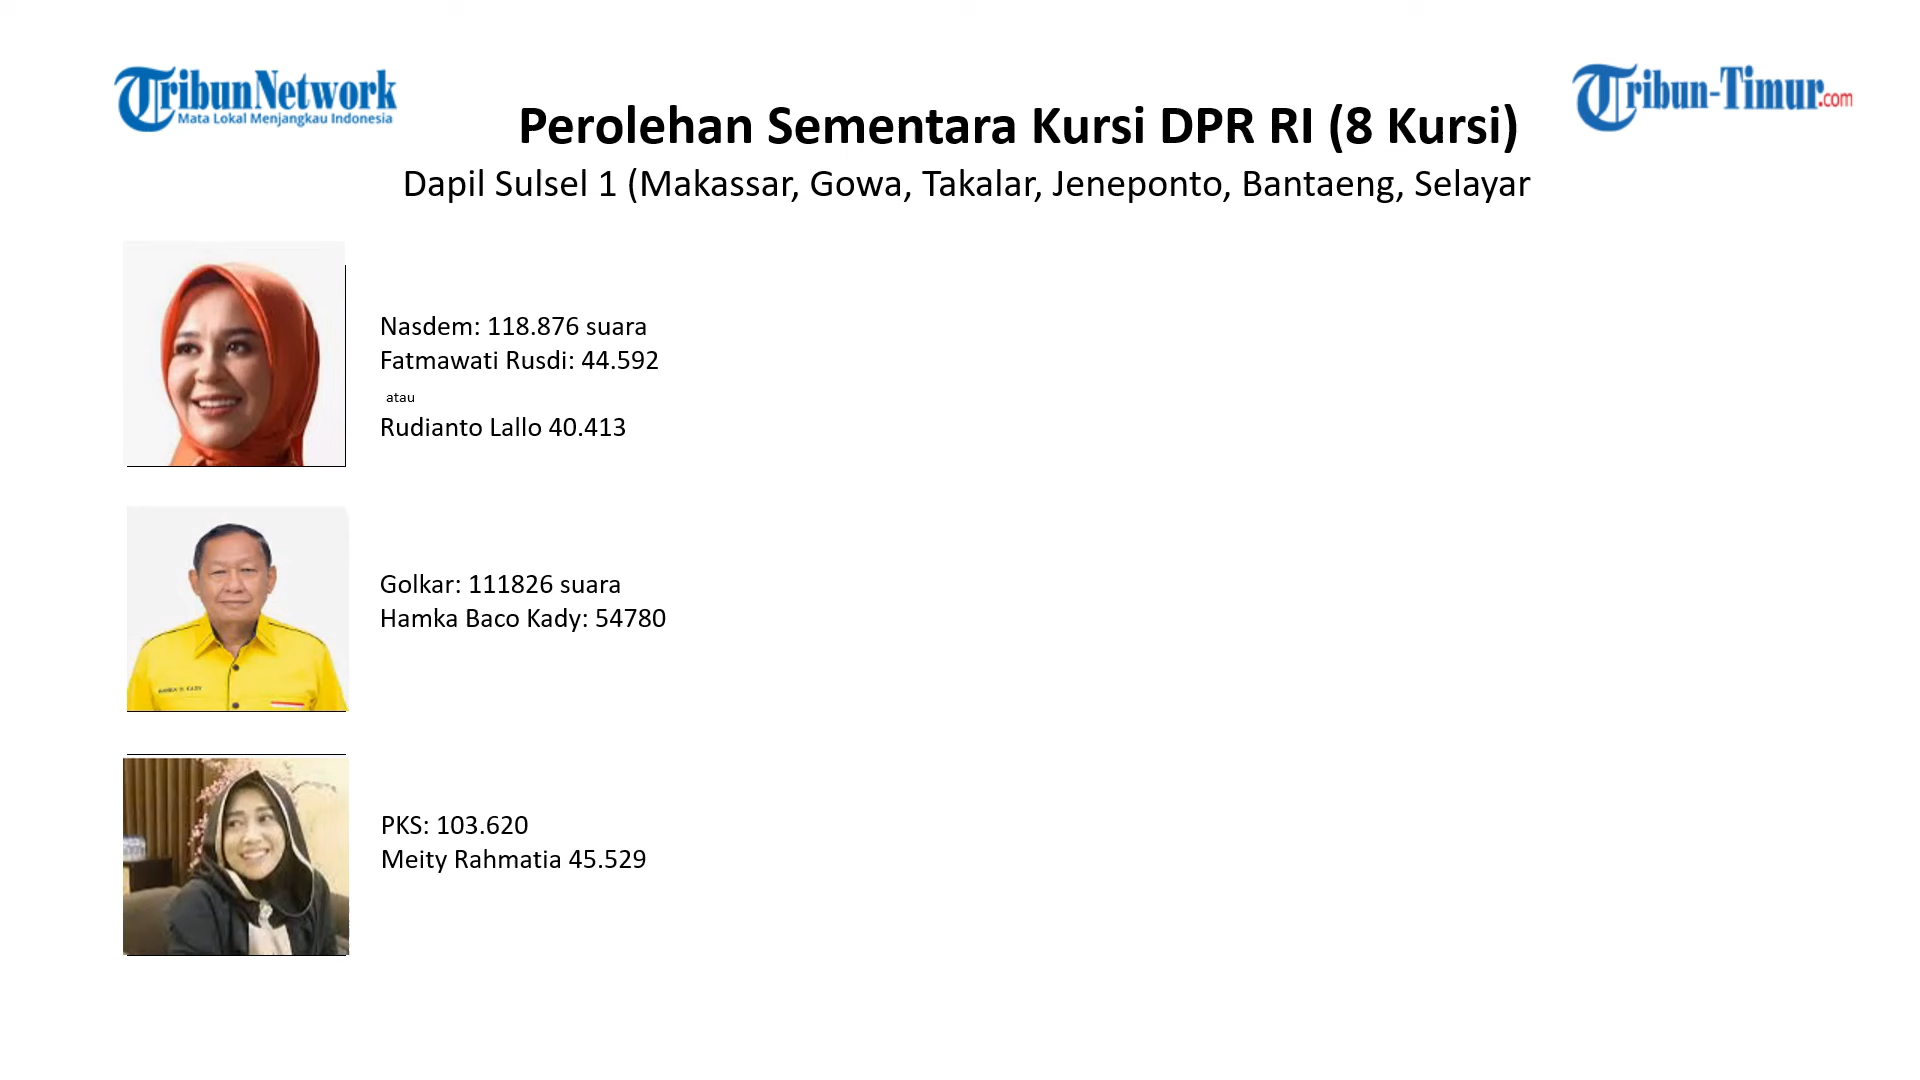 TribunNetwork
Mata Lokal Menjangkau Indonesia
Tribun-Timur.com
Perolehan Sementara Kursi DPR RI (8 Kursi)
Dapil Sulsel 1 (Makassar, Gowa, Takalar, Jeneponto, Bantaeng, Selayar
Nasdem: 118.876 suara
Fatmawati Rusdi: 44.592
atau
Rudianto Lallo 40.413
Golkar: 111826 suara
Hamka Baco Kady: 54780
HAMKA B. KADY
PKS: 103.620
Meity Rahmatia 45.529